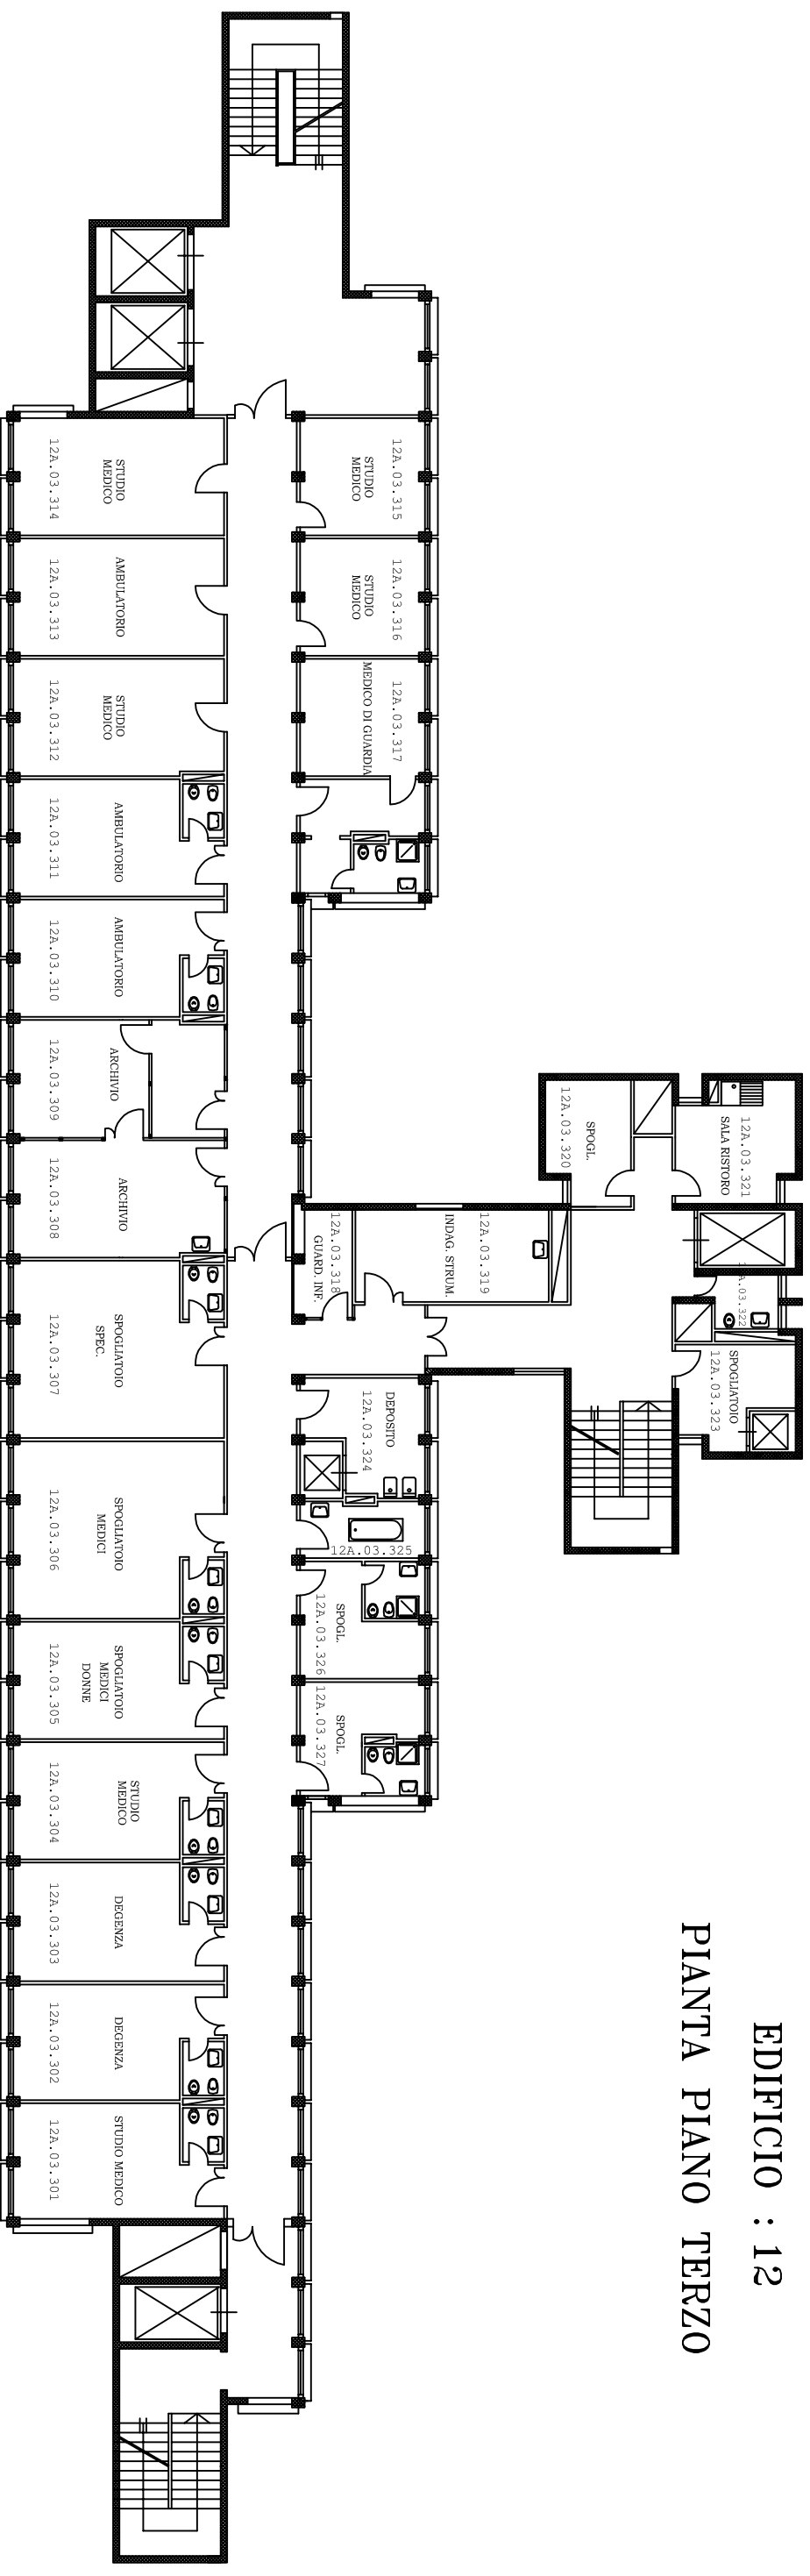 EDIFICIO : 12
PIANTA PIANO TERZO
SALA RISTORO
12A.03.321
12A.03.322
SPOGLIATOIO
12A.03.323
SPOGL.
12A.03.320
12A.03.319
INDAG. STRUM.
12A.03.318
GUARD. INF.
12A.03.315
STUDIO
MEDICO
12A.03.316
STUDIO
MEDICO
12A.03.317
MEDICO DI GUARDIA
DEPOSITO
12A.03.324
12A.03.325
SPOGL.
12A.03.326
SPOGL.
12A.03.327
STUDIO
MEDICO
12A.03.314
AMBULATORIO
12A.03.313
STUDIO
MEDICO
12A.03.312
AMBULATORIO
12A.03.311
AMBULATORIO
12A.03.310
ARCHIVIO
12A.03.309
ARCHIVIO
12A.03.308
SPOGLIATOIO
SPEC.
12A.03.307
SPOGLIATOIO
MEDICI
12A.03.306
SPOGLIATOIO
MEDICI
DONNE
12A.03.305
STUDIO
MEDICO
12A.03.304
DEGENZA
12A.03.303
DEGENZA
12A.03.302
STUDIO MEDICO
12A.03.301